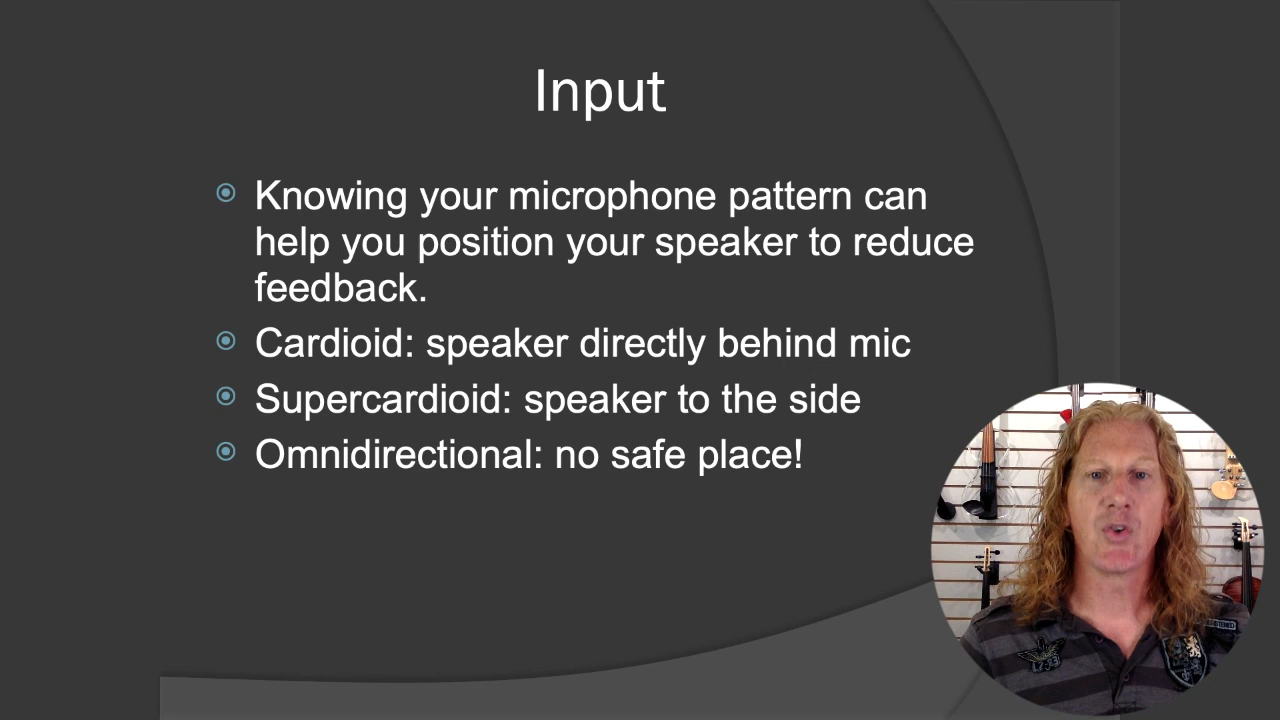 Input
Knowing your microphone pattern can
help you position your speaker to reduce
feedback.
Cardioid: speaker directly behind mic
Supercardioid: speaker to the side
Omnidirectional: no safe place!